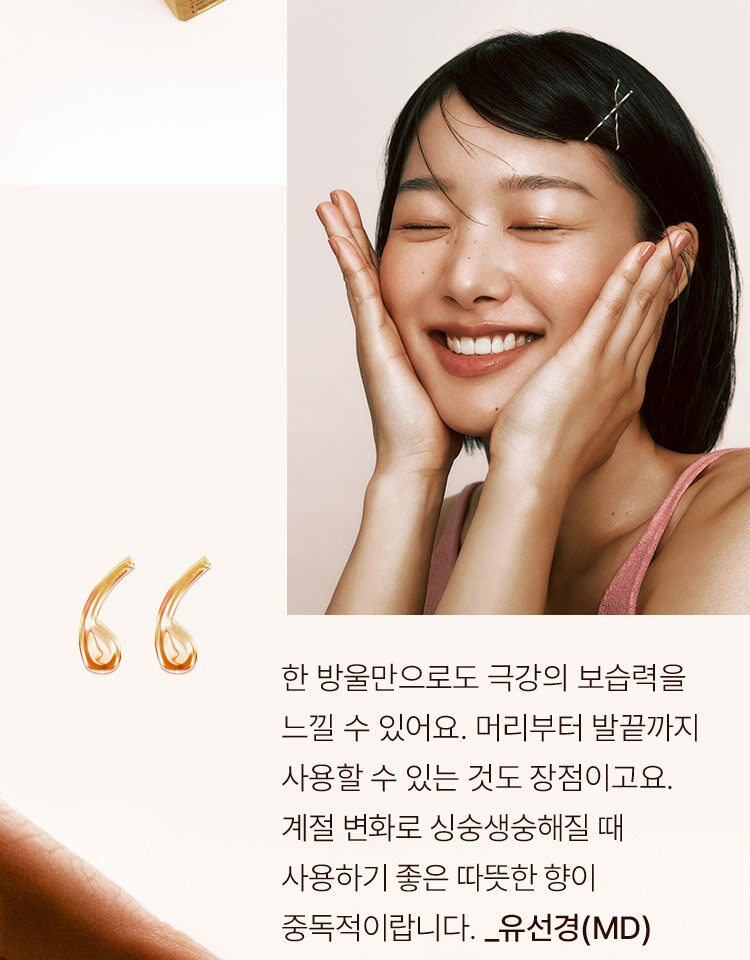 한 방울만으로도 극강의 보습력을
느낄 수 있어요. 머리부터 발끝까지
사용할 수 있는 것도 장점이고요.
계절 변화로 싱숭생숭해질 때
사용하기 좋은 따뜻한 향이
중독적이랍니다. _유선경(MD)